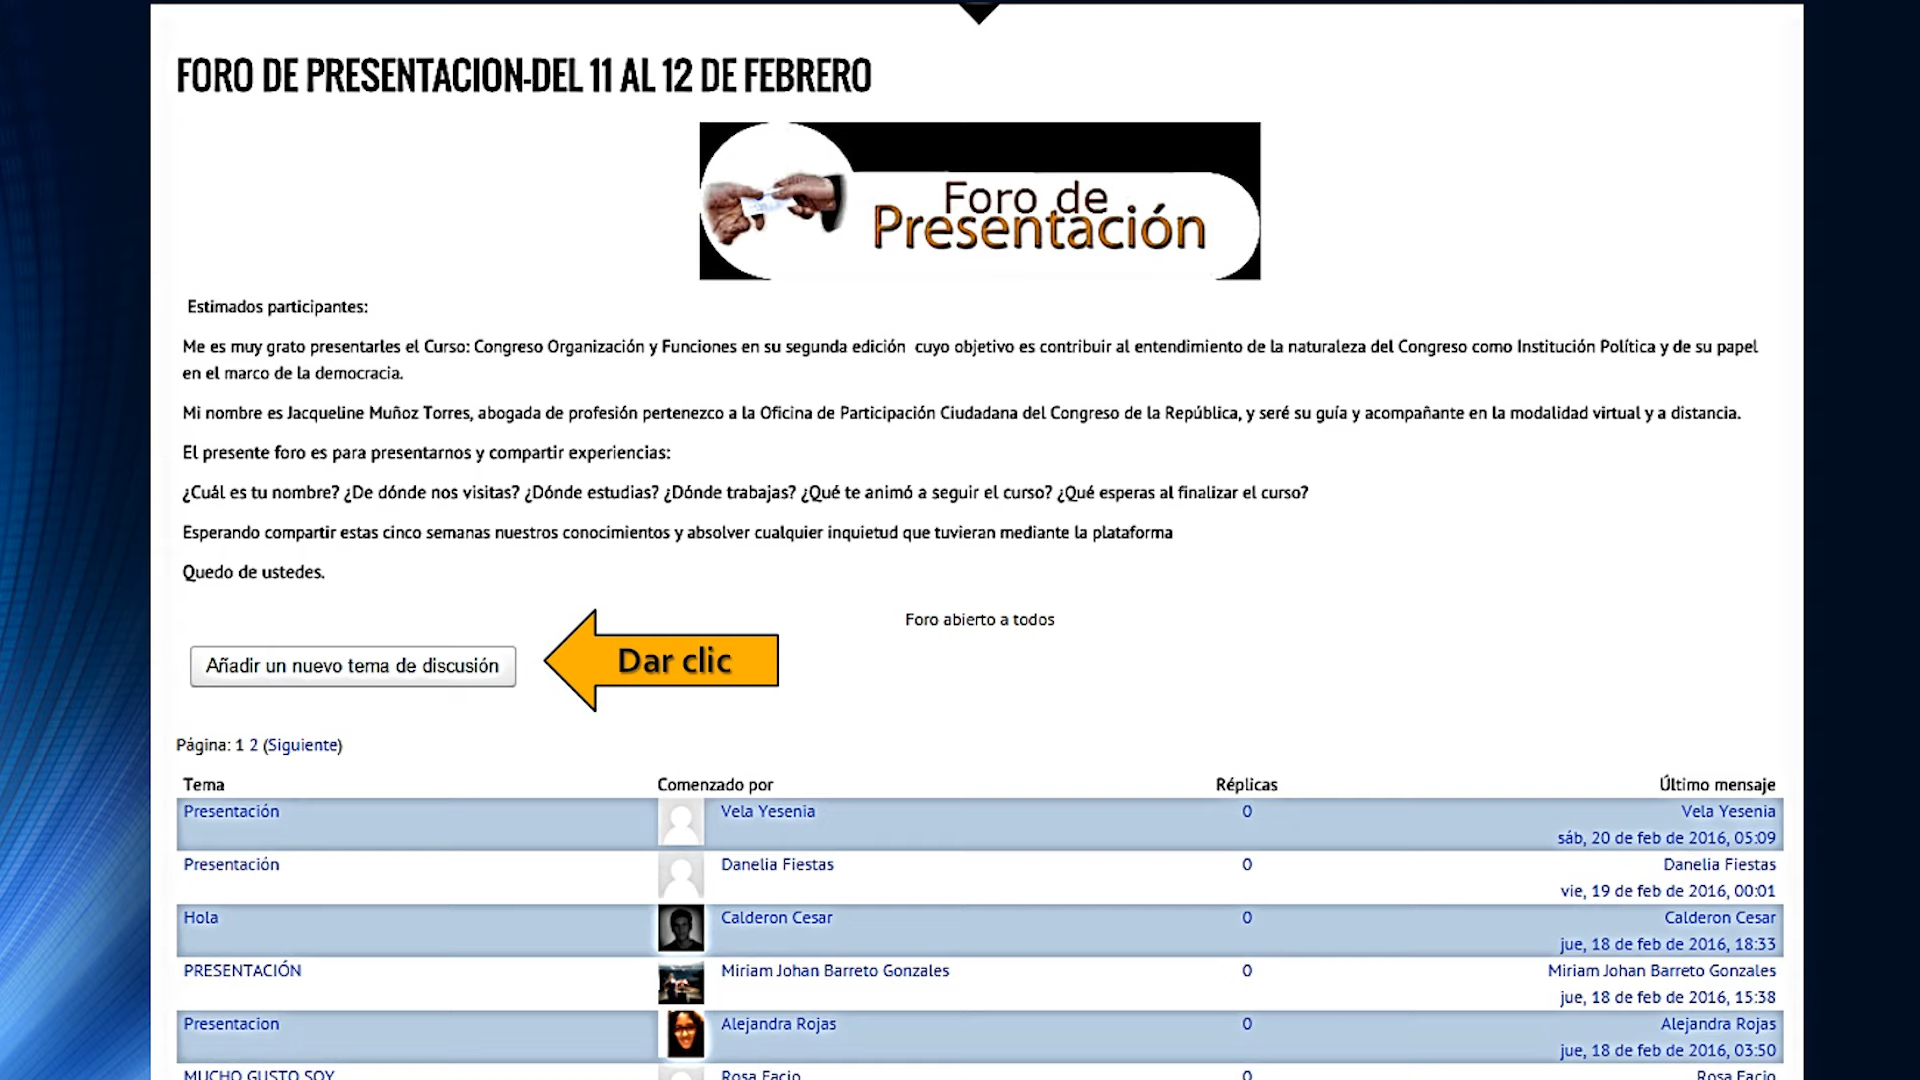 FORO DE PRESENTACION-DEL 11 AL 12 DE FEBRERO
Foro de
Presentación
Estimados participantes:
Me es muy grato presentarles el Curso: Congreso Organización y Funciones en su segunda edición cuyo objetivo es contribuir al entendimiento de la naturaleza del Congreso como Institución Política y de su papel
en el marco de la democracia.
Mi nombre es Jacqueline Muñoz Torres, abogada de profesión pertenezco a la Oficina de Participación Ciudadana del Congreso de la República, y seré su guía y acompañante en la modalidad virtual y a distancia.
El presente foro es para presentarnos y compartir experiencias:
¿Cuál es tu nombre? ¿De dónde nos visitas? ¿Dónde estudias? ¿Dónde trabajas? ¿Qué te animó a seguir el curso? ¿Qué esperas al finalizar el curso?
Esperando compartir estas cinco semanas nuestros conocimientos y absolver cualquier inquietud que tuvieran mediante la plataforma
Quedo de ustedes.
Foro abierto a todos
Añadir un nuevo tema de discusión
Dar clic
Página: 1 2 (Siguiente)
Tema Comenzado por Réplicas Último mensaje
Presentación Vela Yesenia 0 Vela Yesenia
sáb, 20 de feb de 2016, 05:09
Presentación Danelia Fiestas 0 Danelia Fiestas
vie, 19 de feb de 2016, 00:01
Hola Calderon Cesar 0 Calderon Cesar
jue, 18 de feb de 2016, 18:33
PRESENTACIÓN Miriam Johan Barreto Gonzales 0 Miriam Johan Barreto Gonzales
jue, 18 de feb de 2016, 15:38
Presentacion Alejandra Rojas 0 Alejandra Rojas
jue, 18 de feb de 2016, 03:50
MUCHO GUSTO SOY Rosa Facio 0 Rosa Facio